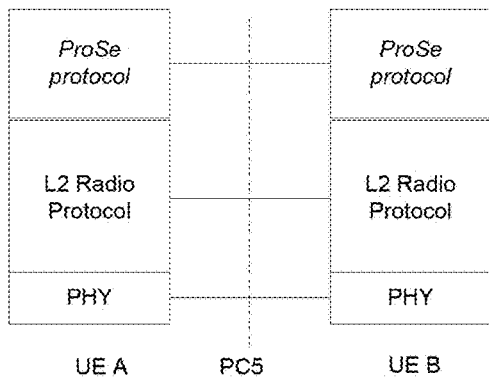 ProSe
protocol
ProSe
protocol
L2 Radio
Protocol
L2 Radio
Protocol
PHY
PHY
UE A
PC5
UE B